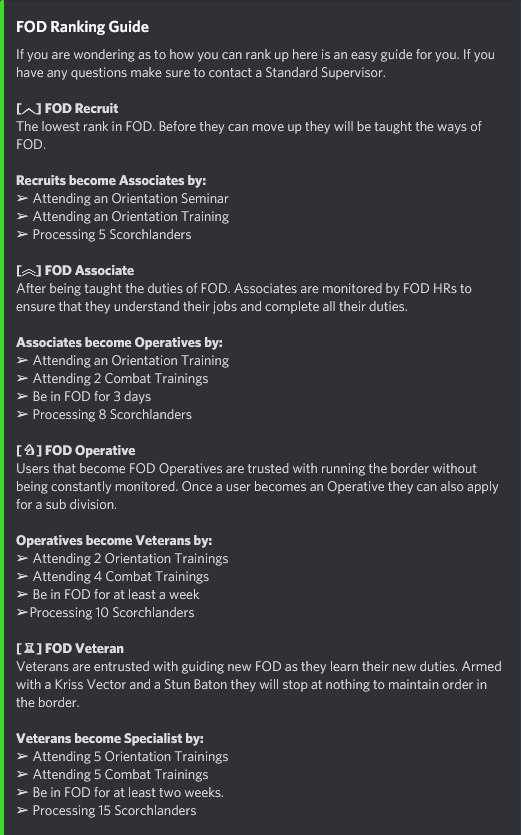 FOD Ranking Guide
If you are wondering as to how you can rank up here is an easy guide for you. If you
have any questions make sure to contact a Standard Supervisor.
[︿] FOD Recruit
The lowest rank in FOD. Before they can move up they will be taught the ways of
FOD.
Recruits become Associates by:
➢ Attending an Orientation Seminar
➢ Attending an Orientation Training
➢ Processing 5 Scorchlanders
[︽] FOD Associate
After being taught the duties of FOD. Associates are monitored by FOD HRs to
ensure that they understand their jobs and complete all their duties.
Associates become Operatives by:
➢ Attending an Orientation Training
➢ Attending 2 Combat Trainings
➢ Be in FOD for 3 days
➢ Processing 8 Scorchlanders
[♘] FOD Operative
Users that become FOD Operatives are trusted with running the border without
being constantly monitored. Once a user becomes an Operative they can also apply
for a sub division.
Operatives become Veterans by:
➢ Attending 2 Orientation Trainings
➢ Attending 4 Combat Trainings
➢ Be in FOD for at least a week
➢Processing 10 Scorchlanders
[♖] FOD Veteran
Veterans are entrusted with guiding new FOD as they learn their new duties. Armed
with a Kriss Vector and a Stun Baton they will stop at nothing to maintain order in
the border.
Veterans become Specialist by:
➢ Attending 5 Orientation Trainings
➢ Attending 5 Combat Trainings
➢ Be in FOD for at least two weeks.
➢ Processing 15 Scorchlanders